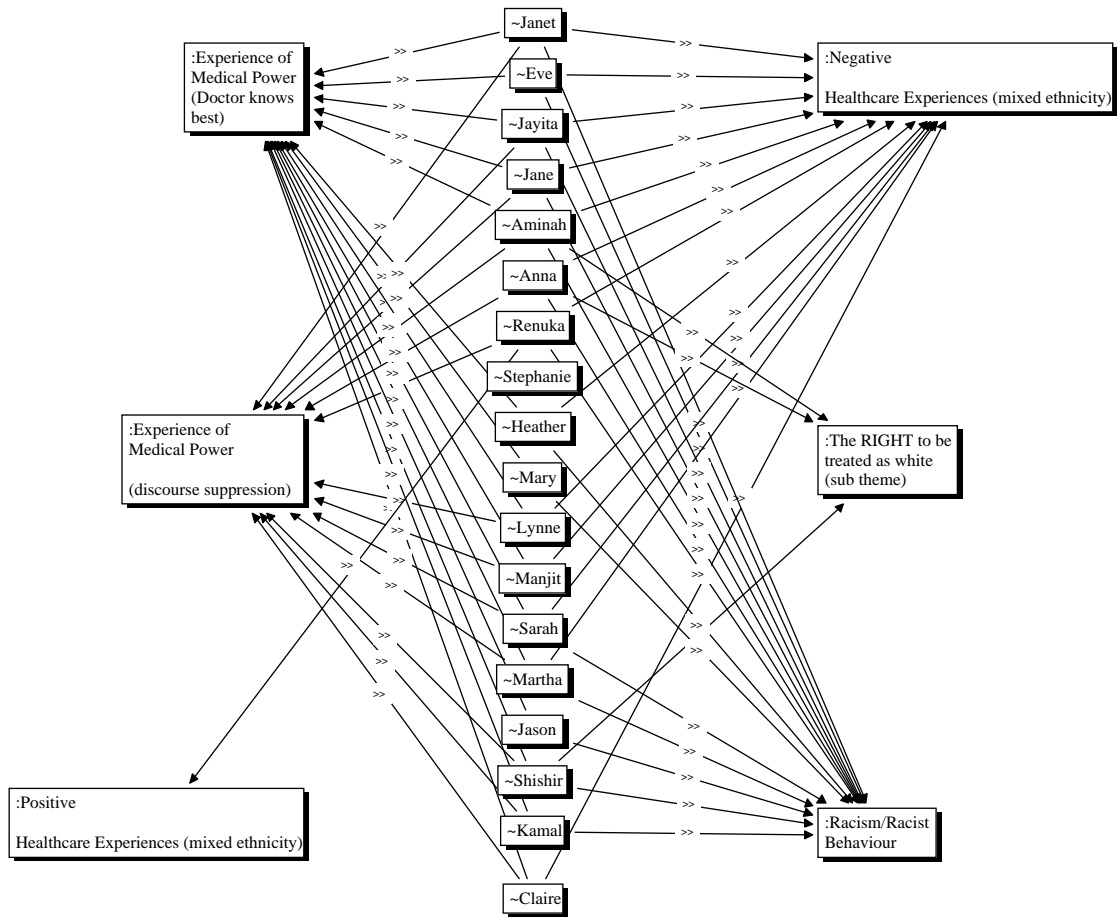 ~Janet
:Experience of
Medical Power
(Doctor knows
best)
:Negative
Healthcare Experiences (mixed ethnicity)
~Eve
~Jayita
~Jane
~Aminah
~Anna
~Renuka
~Stephanie
~Heather
:Experience of
Medical Power
(discourse suppression)
:The RIGHT to be
treated as white
(sub theme)
~Mary
~Lynne
~Manjit
~Sarah
~Martha
~Jason
~Shishir
:Positive
Healthcare Experiences (mixed ethnicity)
~Kamal
:Racism/Racist
Behaviour
~Claire